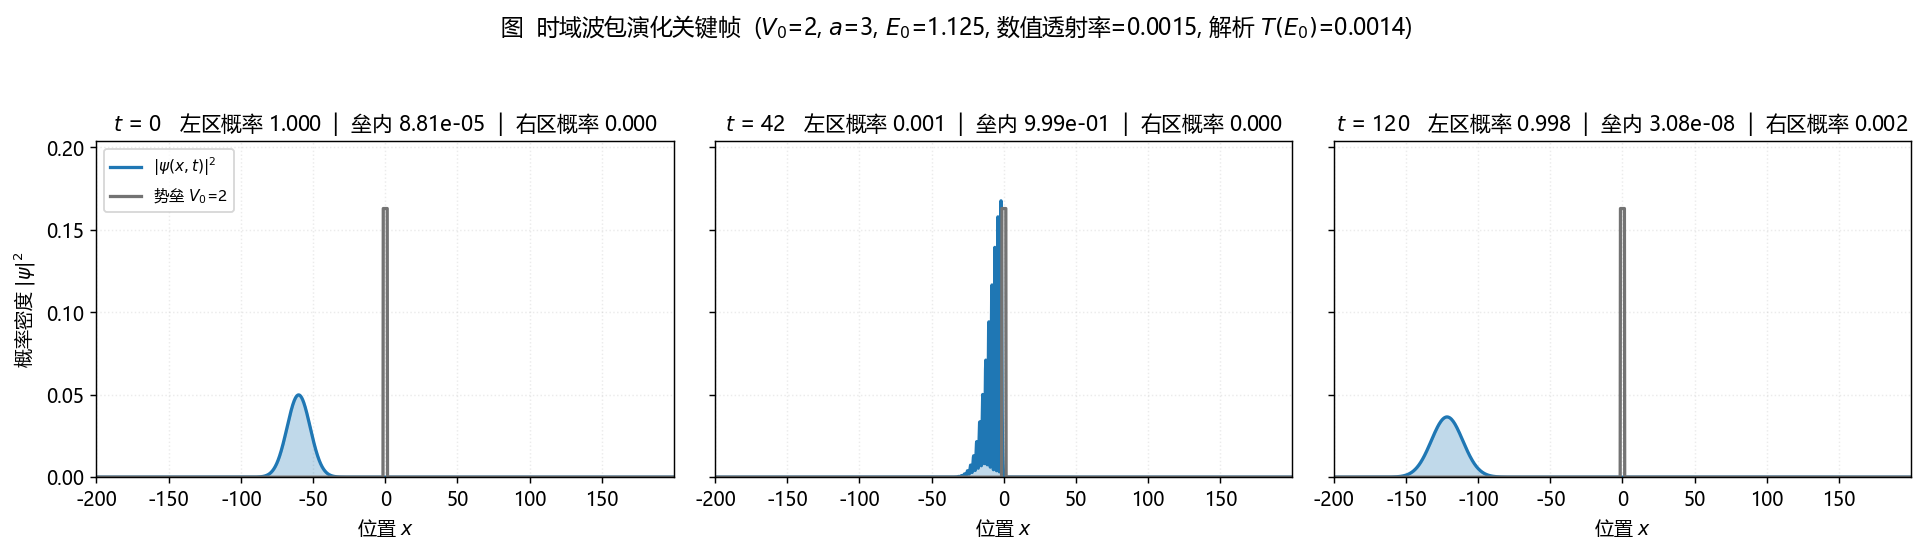 图 时域波包演化关键帧 (V₀=2, a=3, E₀=1.125, 数值透射率=0.0015, 解析 T(E₀)=0.0014)
t = 0 左区概率 1.000 | 垒内 8.81e-05 | 右区概率 0.000
t = 42 左区概率 0.001 | 垒内 9.99e-01 | 右区概率 0.000
t = 120 左区概率 0.998 | 垒内 3.08e-08 | 右区概率 0.002
概率密度 |ψ|²
0.20
0.15
0.10
0.05
0.00
|ψ(x, t)|²
势垒 V₀=2
-200 -150 -100 -50 0 50 100 150
位置 x
-200 -150 -100 -50 0 50 100 150
位置 x
-200 -150 -100 -50 0 50 100 150
位置 x